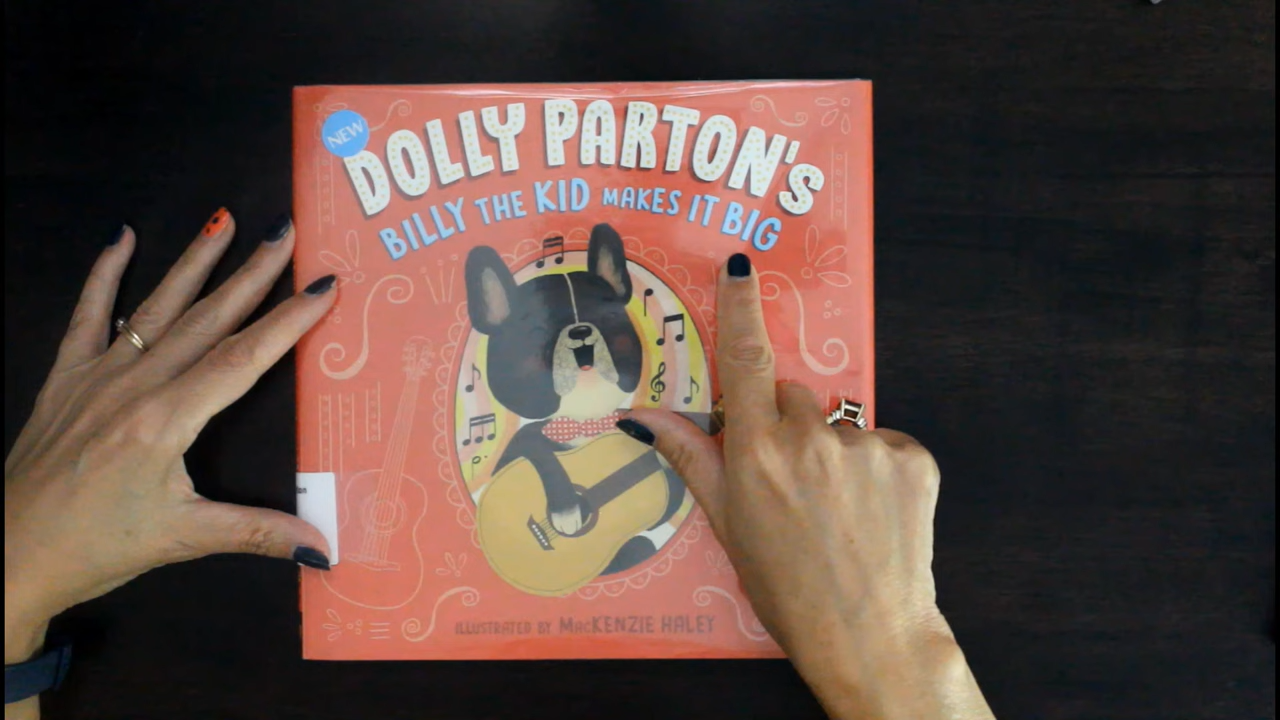 NEW
DOLLY PARTON'S
BILLY THE KID MAKES IT BIG
ILLUSTRATED BY MACKENZIE HALEY